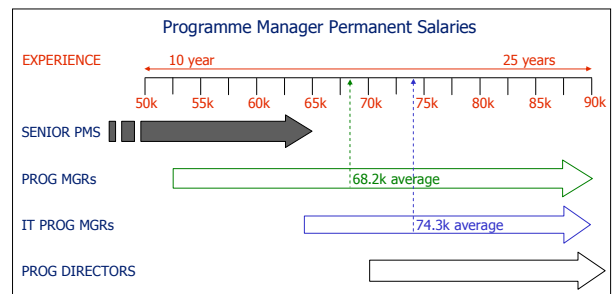 Programme Manager Permanent Salaries
EXPERIENCE 10 year 25 years
50k 55k 60k 65k 70k 75k 80k 85k 90k
SENIOR PMS
PROG MGRs 68.2k average
IT PROG MGRs 74.3k average
PROG DIRECTORS